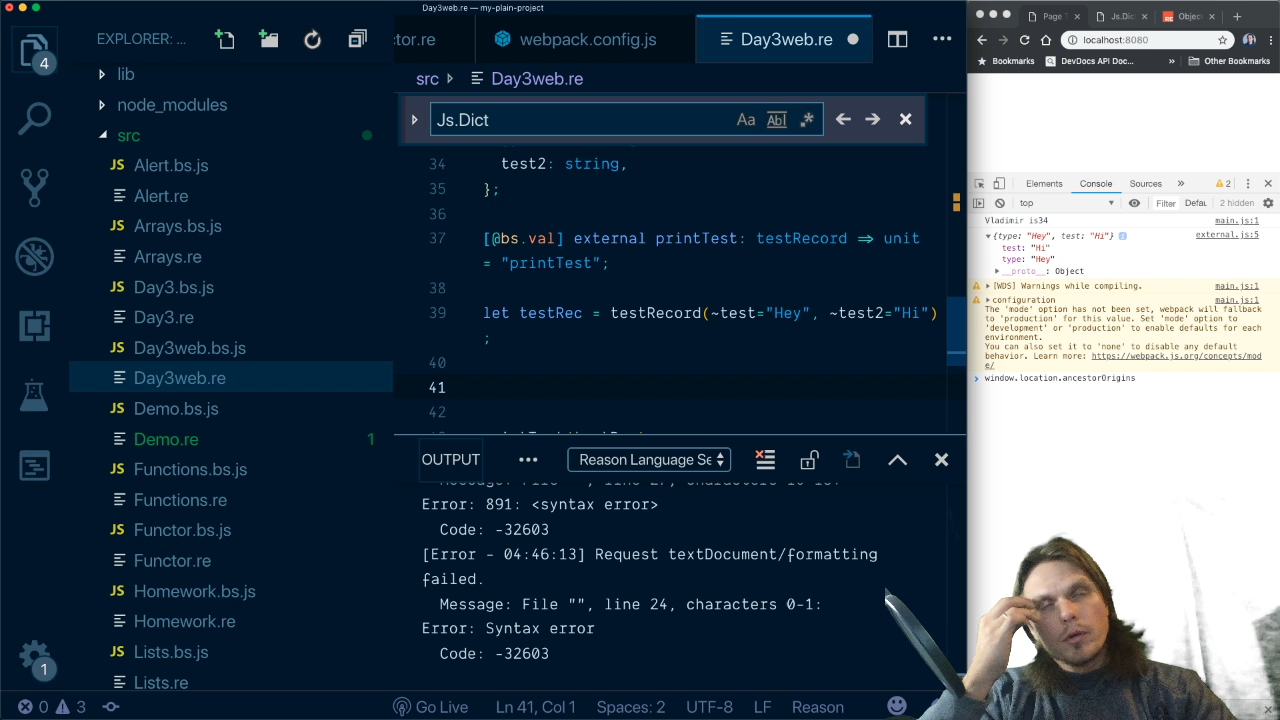 Day3web.re — my-plain-project
EXPLORER: ...
4
lib
node_modules
src
JS Alert.bs.js
Alert.re
JS Arrays.bs.js
Arrays.re
JS Day3.bs.js
Day3.re
JS Day3web.bs.js
Day3web.re
JS Demo.bs.js
Demo.re 1
JS Functions.bs.js
Functions.re
JS Functor.bs.js
Functor.re
JS Homework.bs.js
Homework.re
JS Lists.bs.js
Lists.re
1
ctor.re
webpack.config.js
Day3web.re
src Day3web.re
Js.Dict
Aa Abl .*
34 test2: string,
35 };
36
37 [@bs.val] external printTest: testRecord => unit
= "printTest";
38
39 let testRec = testRecord(~test="Hey", ~test2="Hi")
;
40
41
42
OUTPUT ... Reason Language Se
Error: 891: <syntax error>
Code: -32603
[Error - 04:46:13] Request textDocument/formatting
failed.
Message: File "", line 24, characters 0-1:
Error: Syntax error
Code: -32603
0 3
Go Live Ln 41, Col 1 Spaces: 2 UTF-8 LF Reason
Page T
Js.Dict
RE Object
localhost:8080
Bookmarks DevDocs API Doc... » Other Bookmarks
Elements Console Sources » 2
top Filter Defau 2 hidden
Vladimir is34 main.js:1
{type: "Hey", test: "Hi"} external.js:5
test: "Hi"
type: "Hey"
__proto__: Object
[WDS] Warnings while compiling. main.js:1
configuration main.js:1
The 'mode' option has not been set, webpack will fallback
to 'production' for this value. Set 'mode' option to
'development' or 'production' to enable defaults for each
environment.
You can also set it to 'none' to disable any default
behavior. Learn more: https://webpack.js.org/concepts/mod
e/
window.location.ancestorOrigins